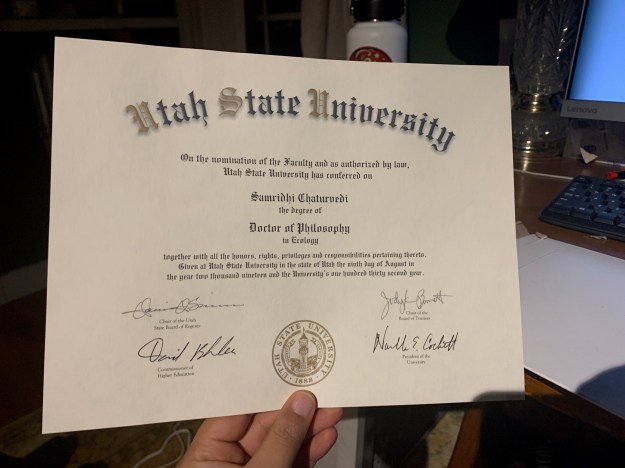 Utah State University
On the nomination of the Faculty and as authorized by law,
Utah State University has conferred on
Samridhi Chaturvedi
the degree of
Doctor of Philosophy
in Ecology
together with all the honors, rights, privileges and responsibilities pertaining thereto.
Given at Utah State University in the state of Utah the ninth day of August in
the year two thousand nineteen and the University's one hundred thirty second year.
Chair of the Utah
State Board of Regents
Chair of the
Board of Trustees
Noelle E. Cockett
Commissioner of
Higher Education
President of the
University
UTAH STATE UNIVERSITY
1888
Lenovo